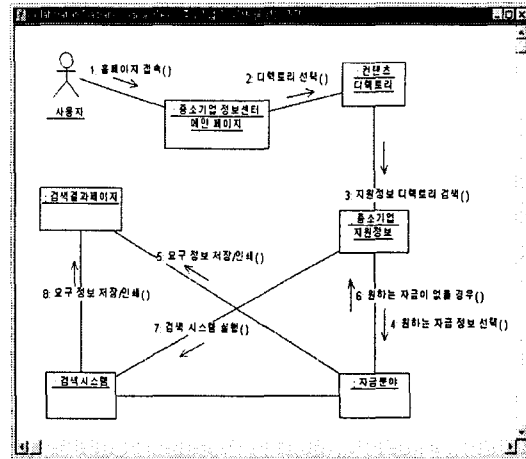 1: 홈페이지 접속()
2: 디렉토리 선택()
: 컨텐츠
디렉토리
사용자
: 중소기업 정보센터
메인 페이지
3: 지원정보 디렉토리 검색()
: 검색결과페이지
: 중소기업
지원정보
5: 요구 정보 저장/인쇄()
8: 요구 정보 저장/인쇄()
6: 원하는 자금이 없을 경우()
7: 검색 시스템 실행()
4: 원하는 자금 정보 선택()
: 검색시스템
: 자금분야